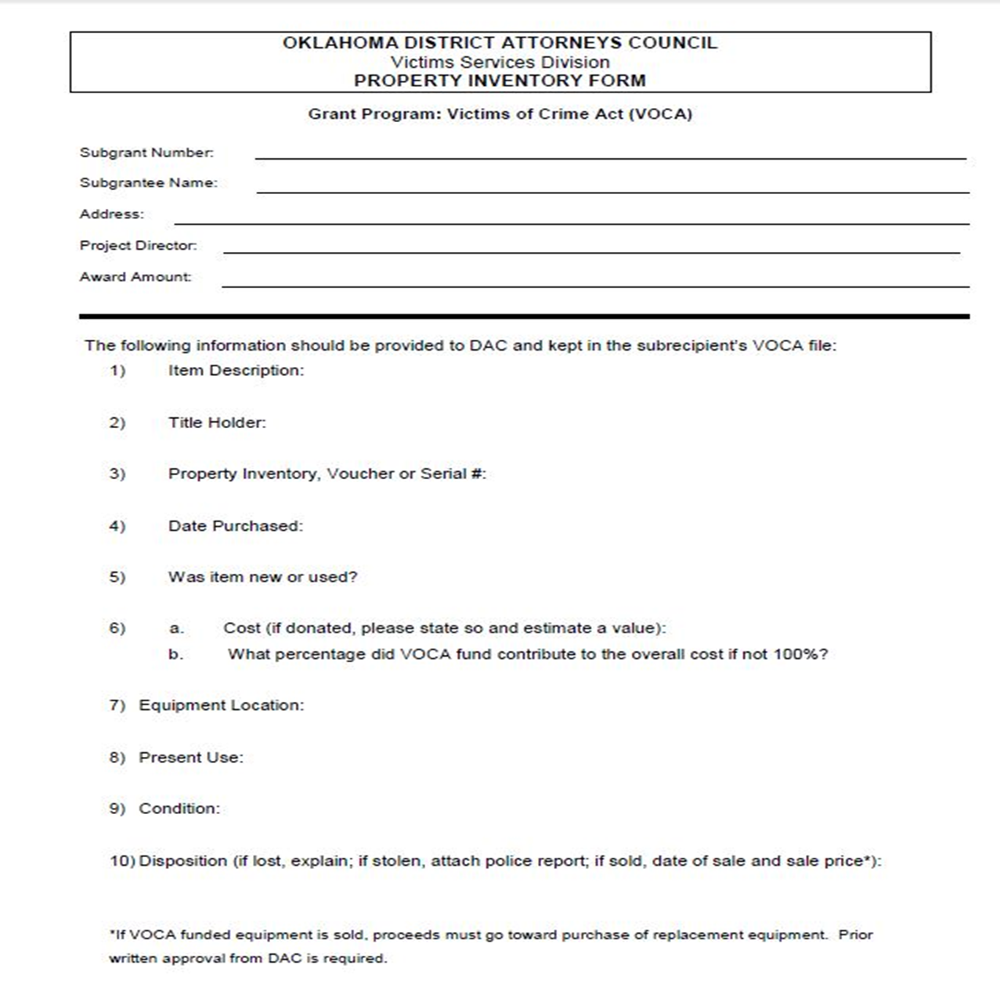 OKLAHOMA DISTRICT ATTORNEYS COUNCIL
Victims Services Division
PROPERTY INVENTORY FORM
Grant Program: Victims of Crime Act (VOCA)
Subgrant Number:
Subgrantee Name:
Address:
Project Director:
Award Amount:
The following information should be provided to DAC and kept in the subrecipient's VOCA file:
1) Item Description:
2) Title Holder:
3) Property Inventory, Voucher or Serial #:
4) Date Purchased:
5) Was item new or used?
6) a. Cost (if donated, please state so and estimate a value):
b. What percentage did VOCA fund contribute to the overall cost if not 100%?
7) Equipment Location:
8) Present Use:
9) Condition:
10) Disposition (if lost, explain; if stolen, attach police report; if sold, date of sale and sale price*):
*If VOCA funded equipment is sold, proceeds must go toward purchase of replacement equipment. Prior
written approval from DAC is required.